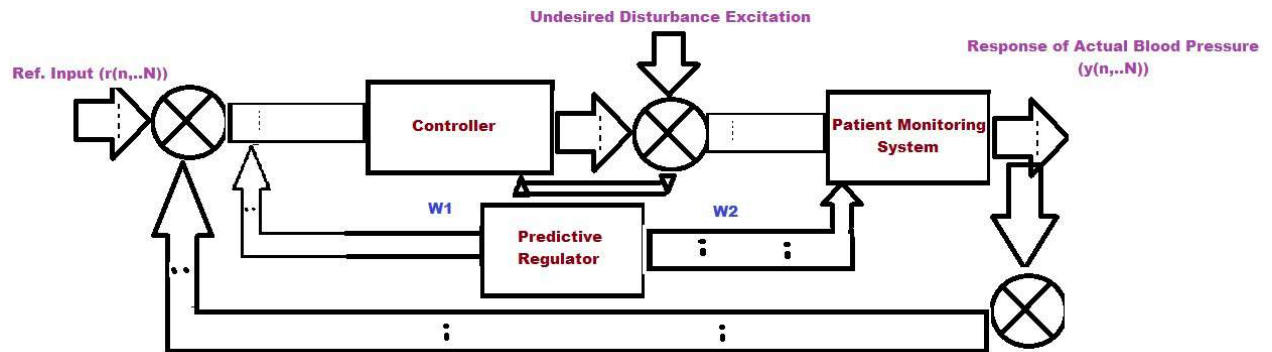 Undesired Disturbance Excitation
Response of Actual Blood Pressure
(y(n,..N))
Ref. Input (r(n,..N))
Controller
Patient Monitoring
System
W1
W2
Predictive
Regulator